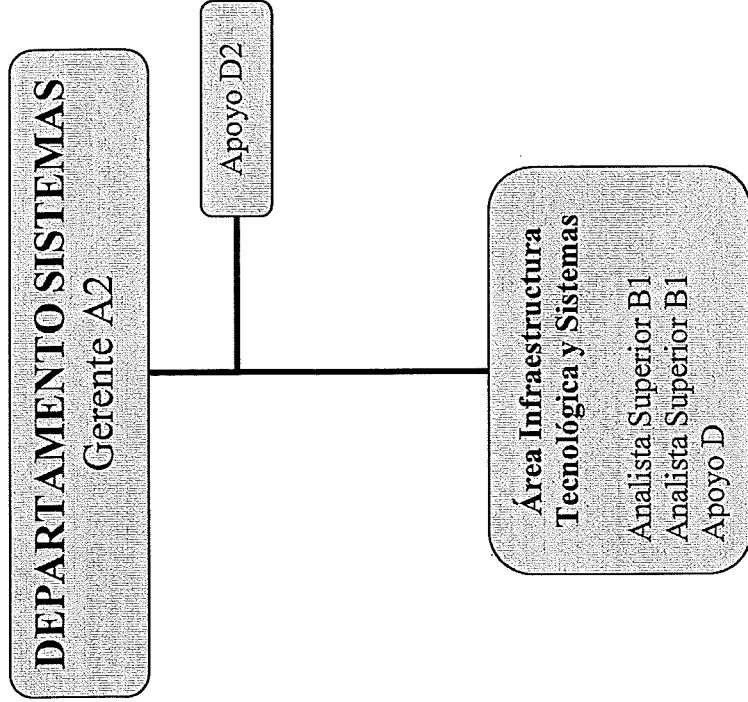 DEPARTAMENTO SISTEMAS
Gerente A2
Apoyo D2
Área Infraestructura
Tecnológica y Sistemas
Analista Superior B1
Analista Superior B1
Apoyo D